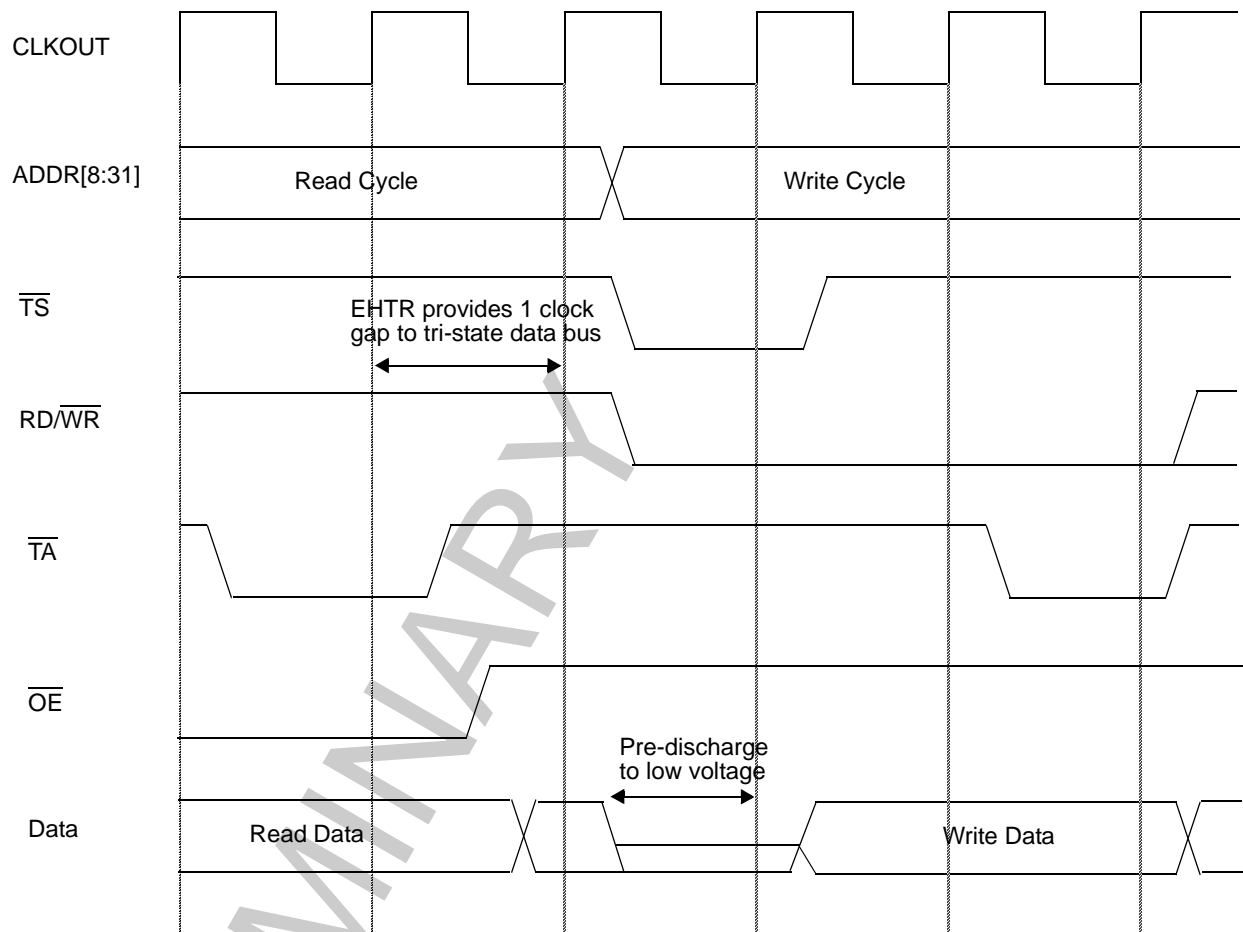 CLKOUT
ADDR[8:31]
Read Cycle
Write Cycle
TS
EHTR provides 1 clock
gap to tri-state data bus
RD/WR
TA
OE
Pre-discharge
to low voltage
Data
Read Data
Write Data
MINARY